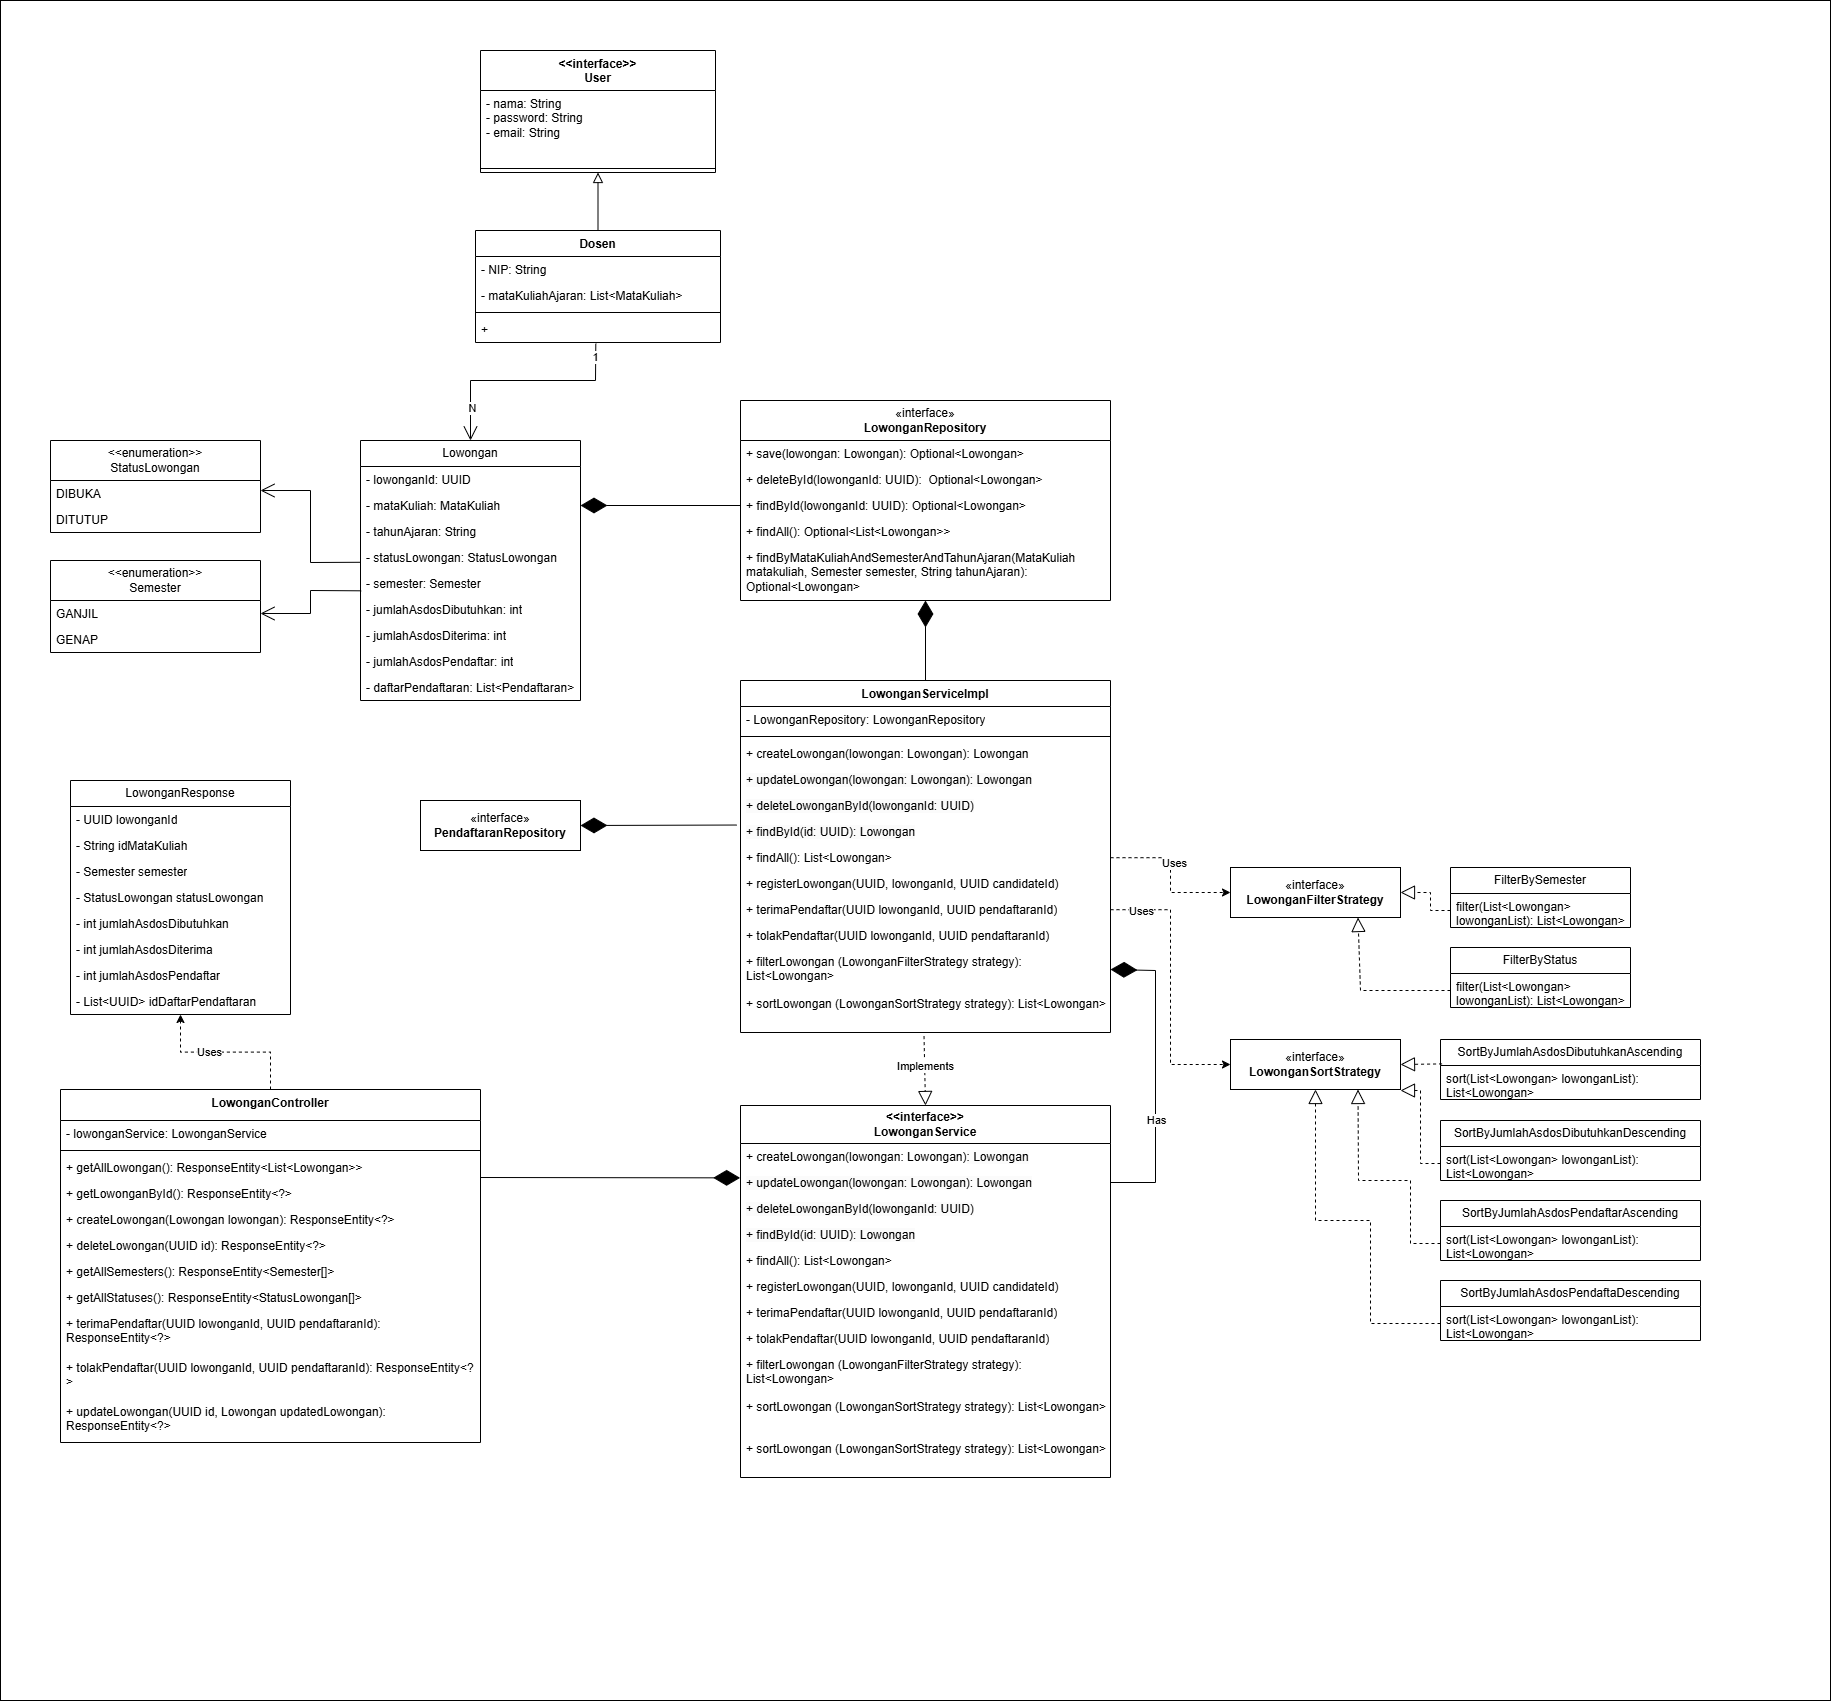 <<interface>>
User
- nama: String
- password: String
- email: String
Dosen
- NIP: String
- mataKuliahAjaran: List<MataKuliah>
+
1
N
<<enumeration>>
StatusLowongan
DIBUKA
DITUTUP
<<enumeration>>
Semester
GANJIL
GENAP
Lowongan
- lowonganId: UUID
- mataKuliah: MataKuliah
- tahunAjaran: String
- statusLowongan: StatusLowongan
- semester: Semester
- jumlahAsdosDibutuhkan: int
- jumlahAsdosDiterima: int
- jumlahAsdosPendaftar: int
- daftarPendaftaran: List<Pendaftaran>
«interface»
LowonganRepository
+ save(lowongan: Lowongan): Optional<Lowongan>
+ deleteById(lowonganId: UUID):  Optional<Lowongan>
+ findById(lowonganId: UUID): Optional<Lowongan>
+ findAll(): Optional<List<Lowongan>>
+ findByMataKuliahAndSemesterAndTahunAjaran(MataKuliah
matakuliah, Semester semester, String tahunAjaran):
Optional<Lowongan>
LowonganServiceImpl
- LowonganRepository: LowonganRepository
+ createLowongan(lowongan: Lowongan): Lowongan
+ updateLowongan(lowongan: Lowongan): Lowongan
+ deleteLowonganById(lowonganId: UUID)
+ findById(id: UUID): Lowongan
+ findAll(): List<Lowongan>
+ registerLowongan(UUID, lowonganId, UUID candidateId)
+ terimaPendaftar(UUID lowonganId, UUID pendaftaranId)
+ tolakPendaftar(UUID lowonganId, UUID pendaftaranId)
+ filterLowongan (LowonganFilterStrategy strategy):
List<Lowongan>
+ sortLowongan (LowonganSortStrategy strategy): List<Lowongan>
«interface»
PendaftaranRepository
LowonganResponse
- UUID lowonganId
- String idMataKuliah
- Semester semester
- StatusLowongan statusLowongan
- int jumlahAsdosDibutuhkan
- int jumlahAsdosDiterima
- int jumlahAsdosPendaftar
- List<UUID> idDaftarPendaftaran
Uses
LowonganController
- lowonganService: LowonganService
+ getAllLowongan(): ResponseEntity<List<Lowongan>>
+ getLowonganById(): ResponseEntity<?>
+ createLowongan(Lowongan lowongan): ResponseEntity<?>
+ deleteLowongan(UUID id): ResponseEntity<?>
+ getAllSemesters(): ResponseEntity<Semester[]>
+ getAllStatuses(): ResponseEntity<StatusLowongan[]>
+ terimaPendaftar(UUID lowonganId, UUID pendaftaranId):
ResponseEntity<?>
+ tolakPendaftar(UUID lowonganId, UUID pendaftaranId): ResponseEntity<?
>
+ updateLowongan(UUID id, Lowongan updatedLowongan):
ResponseEntity<?>
Implements
<<interface>>
LowonganService
+ createLowongan(lowongan: Lowongan): Lowongan
+ updateLowongan(lowongan: Lowongan): Lowongan
+ deleteLowonganById(lowonganId: UUID)
+ findById(id: UUID): Lowongan
+ findAll(): List<Lowongan>
+ registerLowongan(UUID, lowonganId, UUID candidateId)
+ terimaPendaftar(UUID lowonganId, UUID pendaftaranId)
+ tolakPendaftar(UUID lowonganId, UUID pendaftaranId)
+ filterLowongan (LowonganFilterStrategy strategy):
List<Lowongan>
+ sortLowongan (LowonganSortStrategy strategy): List<Lowongan>
+ sortLowongan (LowonganSortStrategy strategy): List<Lowongan>
Has
Uses
Uses
«interface»
LowonganFilterStrategy
FilterBySemester
filter(List<Lowongan>
lowonganList): List<Lowongan>
FilterByStatus
filter(List<Lowongan>
lowonganList): List<Lowongan>
«interface»
LowonganSortStrategy
SortByJumlahAsdosDibutuhkanAscending
sort(List<Lowongan> lowonganList):
List<Lowongan>
SortByJumlahAsdosDibutuhkanDescending
sort(List<Lowongan> lowonganList):
List<Lowongan>
SortByJumlahAsdosPendaftarAscending
sort(List<Lowongan> lowonganList):
List<Lowongan>
SortByJumlahAsdosPendaftaDescending
sort(List<Lowongan> lowonganList):
List<Lowongan>